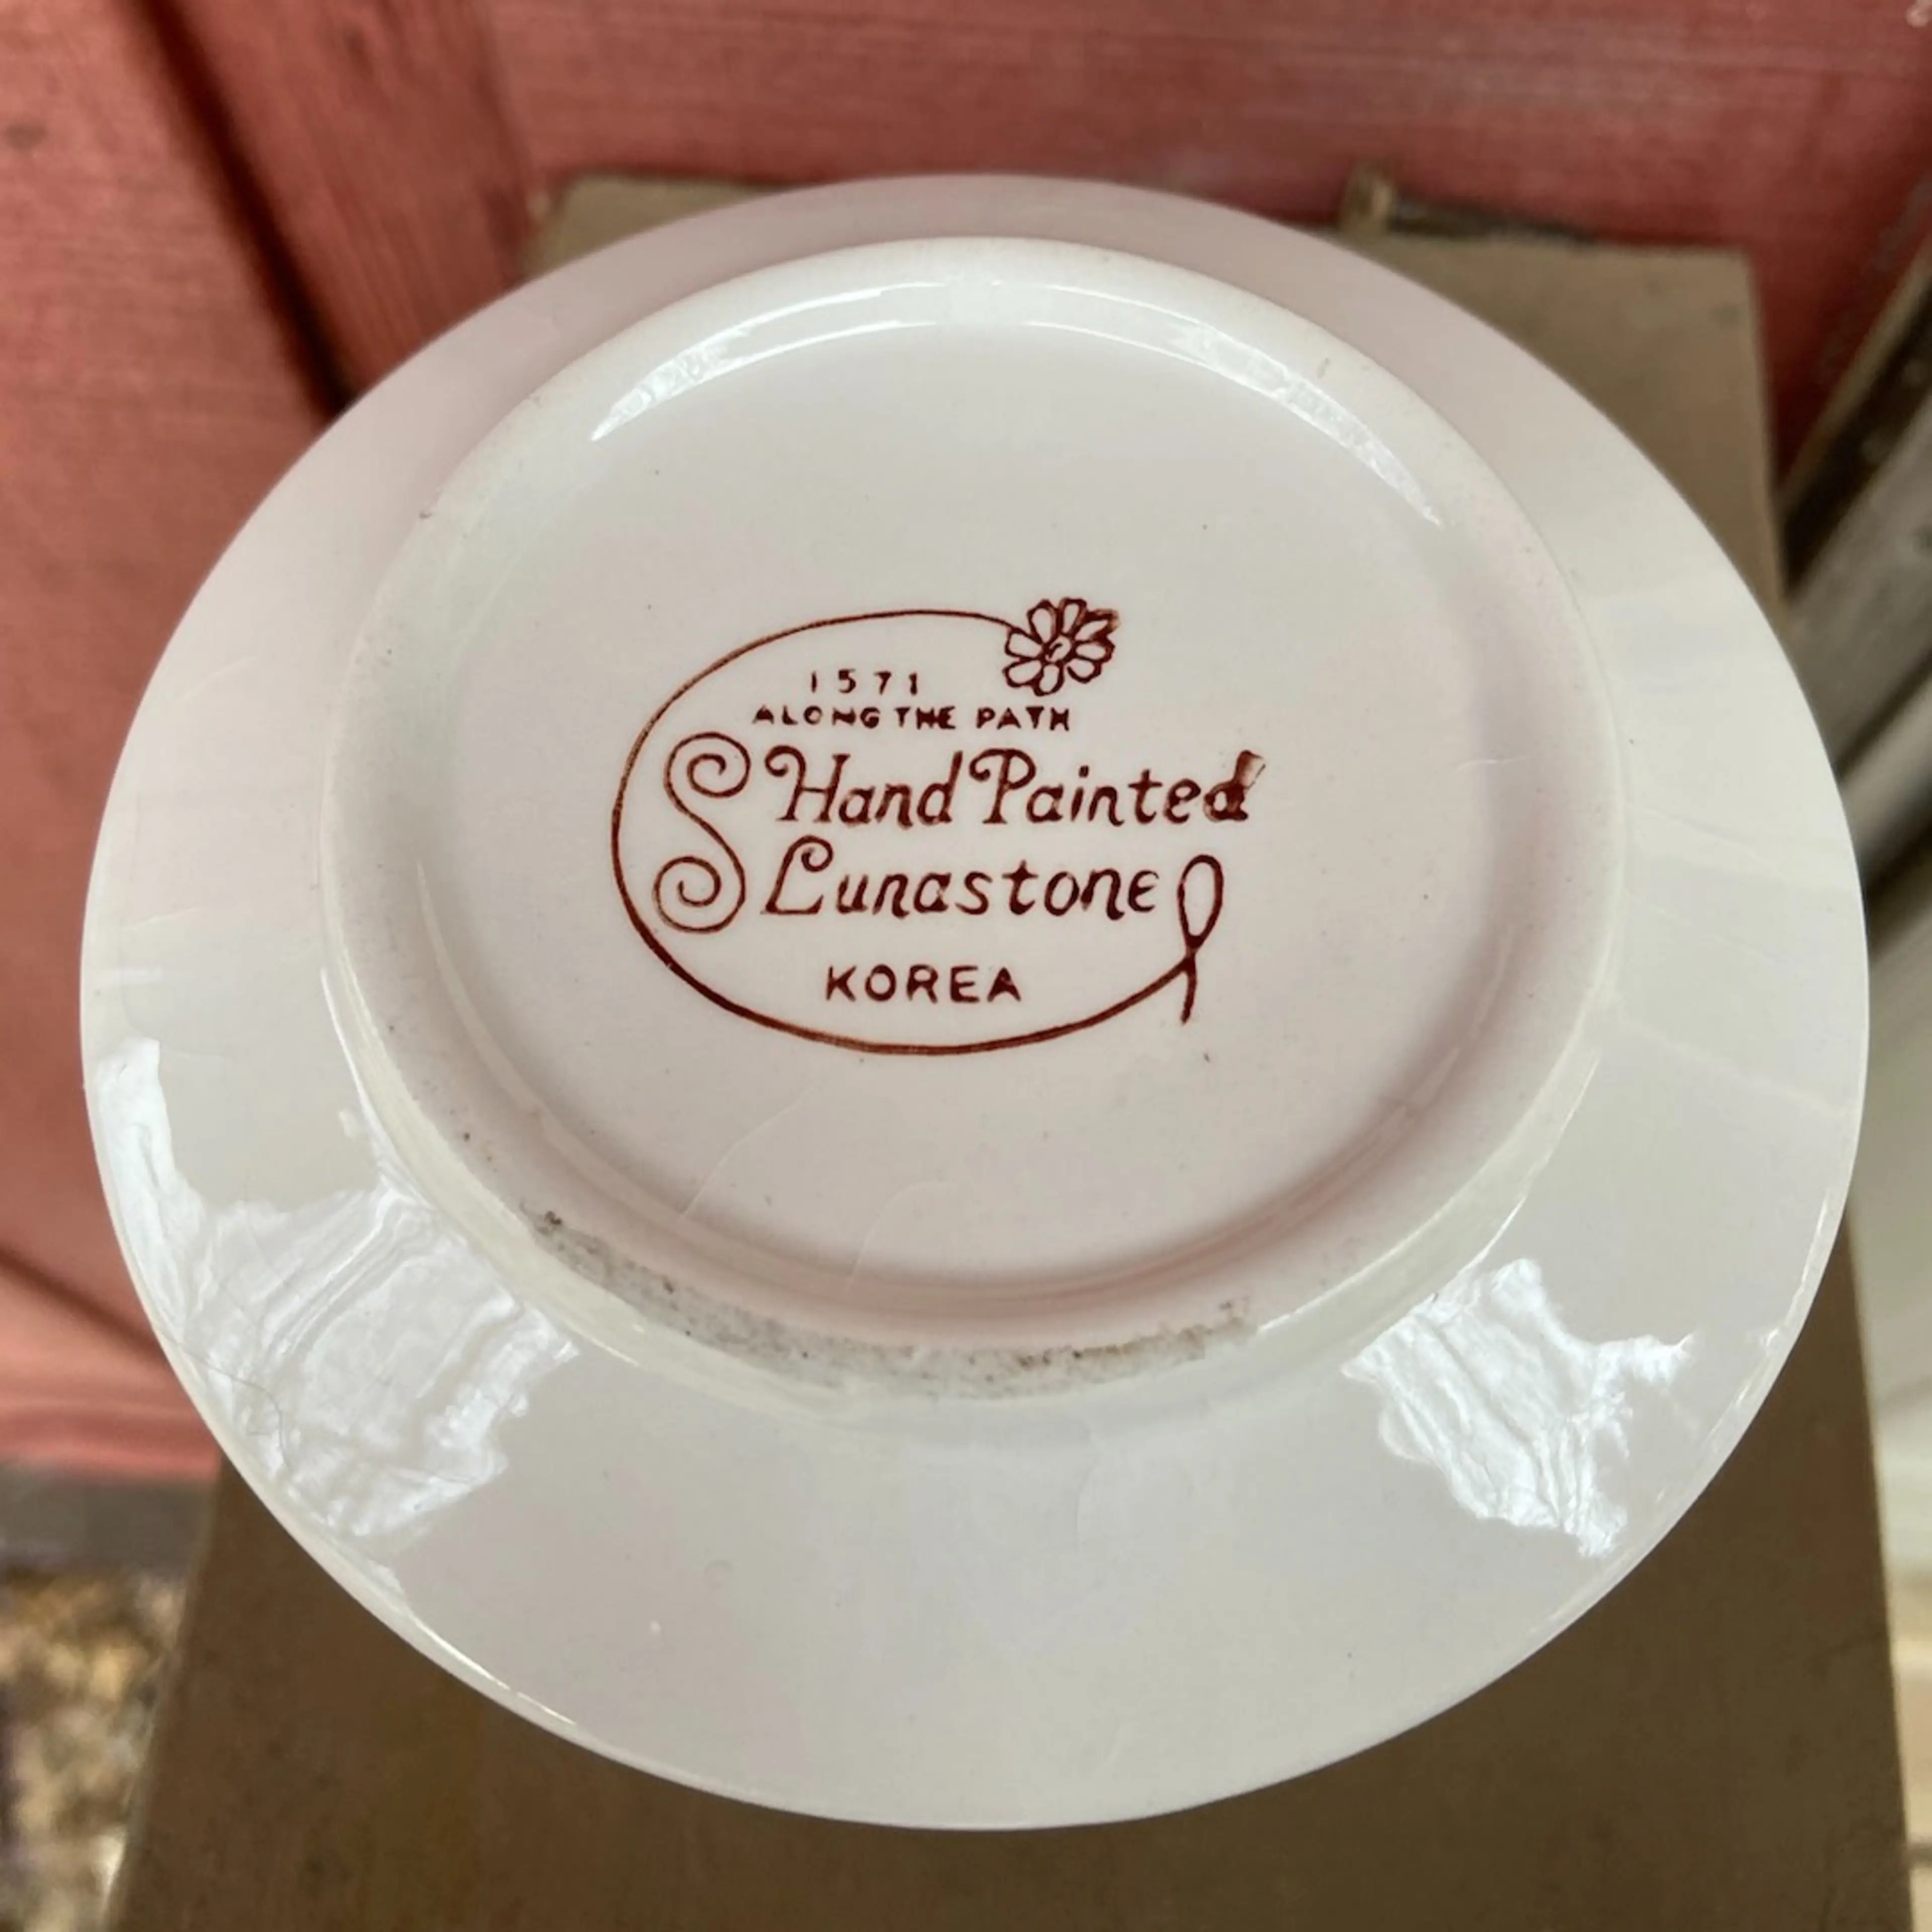 1571
ALONG THE PATH
S Hand Painted
Lunastone
KOREA